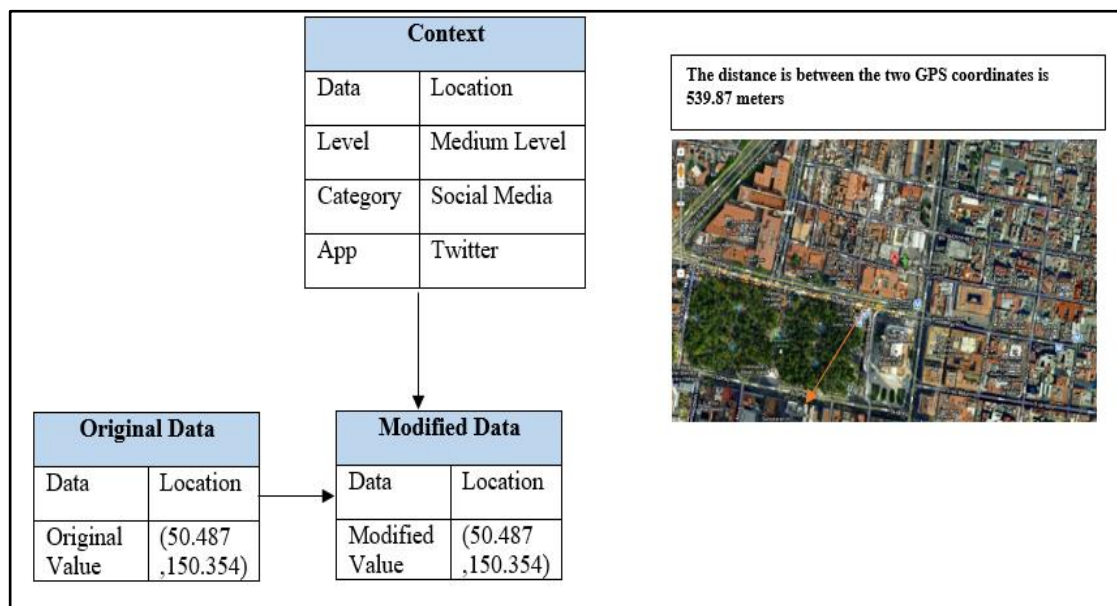 Context
Data Location
Level Medium Level
Category Social Media
App Twitter
The distance is between the two GPS coordinates is
539.87 meters
Original Data
Data Location
Original Value (50.487
,150.354)
Modified Data
Data Location
Modified Value (50.487
,150.354)